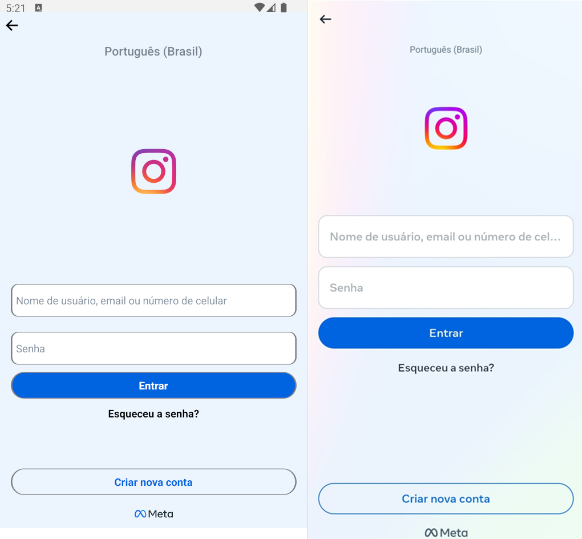 5:21
Português (Brasil)
Nome de usuário, email ou número de celular
Senha
Entrar
Esqueceu a senha?
Criar nova conta
Meta
Português (Brasil)
Nome de usuário, email ou número de cel...
Senha
Entrar
Esqueceu a senha?
Criar nova conta
Meta